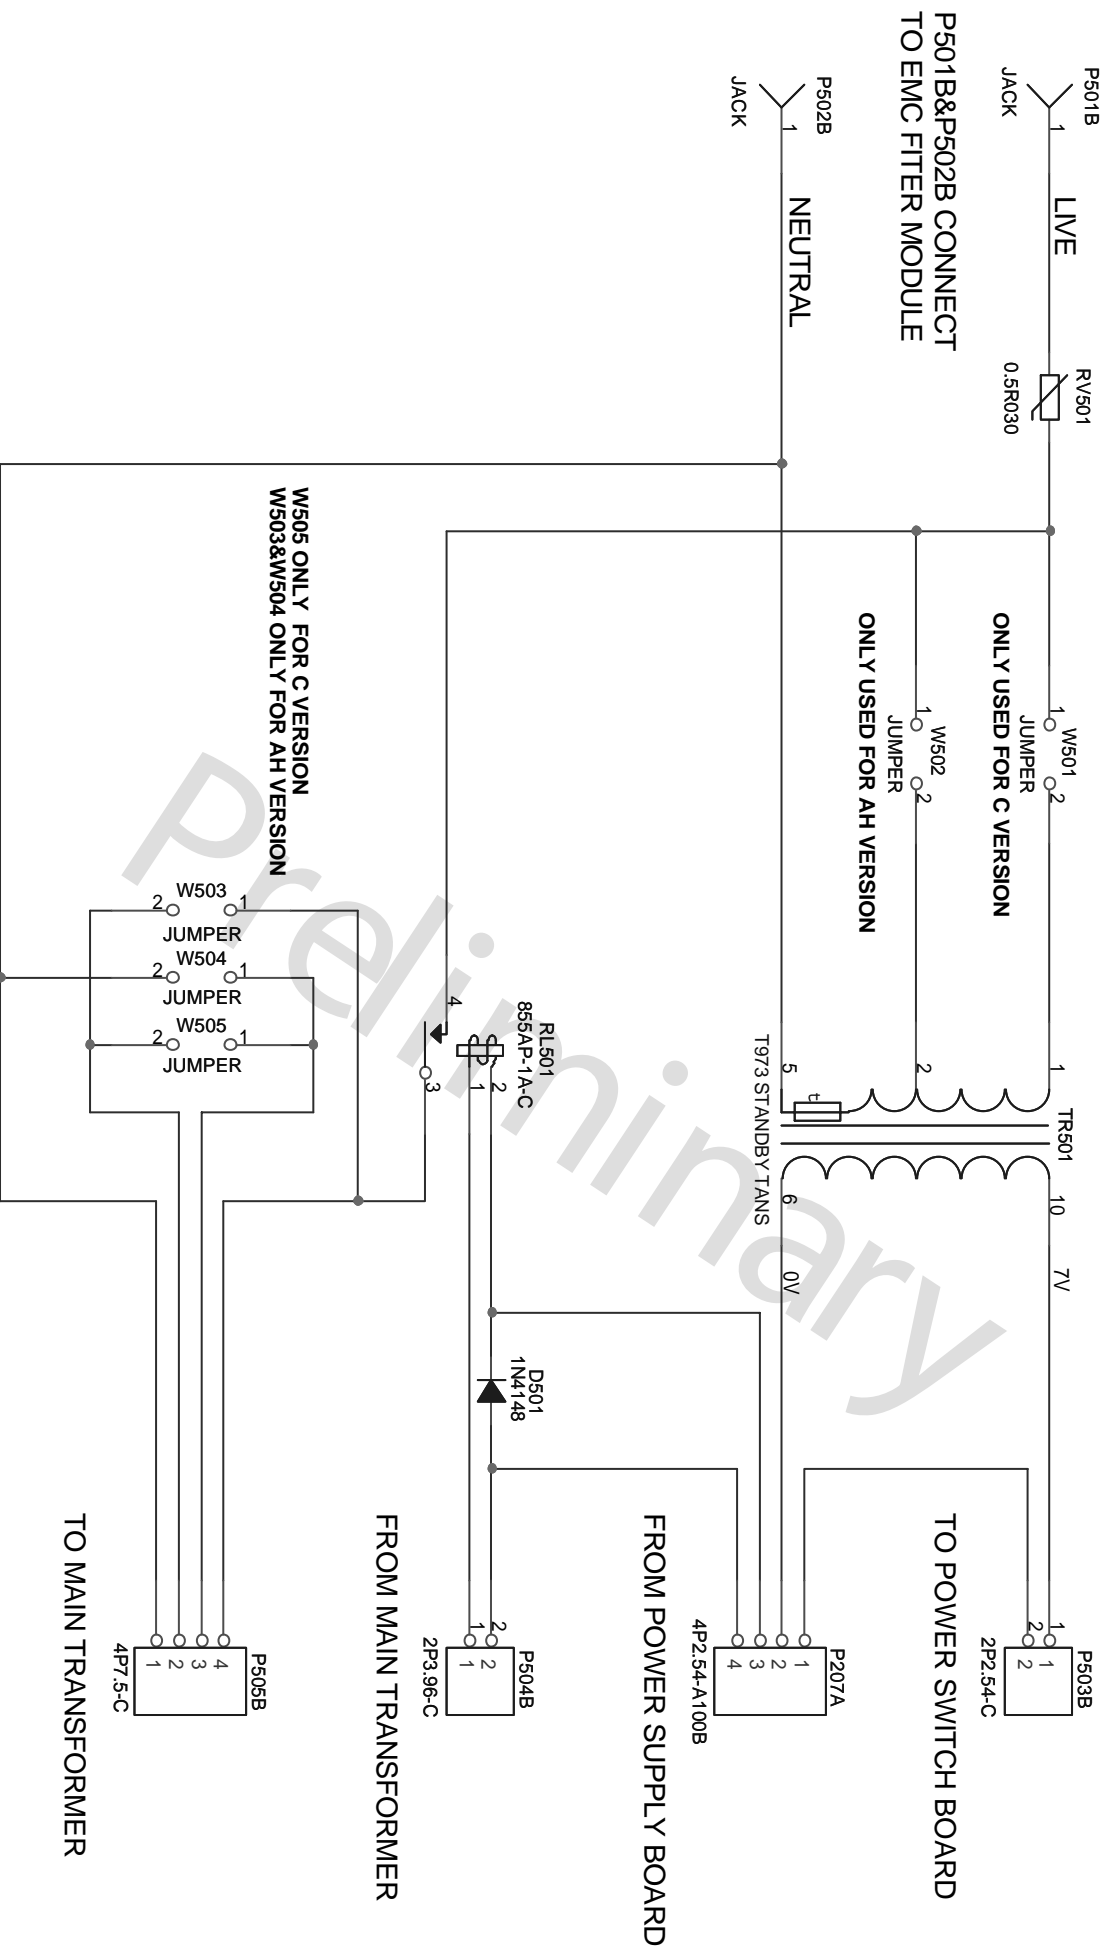 P501B&P502B CONNECT
TO EMC FITER MODULE
P501B
JACK
1
LIVE
RV501
0.5R030
P502B
JACK
1
NEUTRAL
1
W501
2
JUMPER
ONLY USED FOR C VERSION
1
W502
2
JUMPER
ONLY USED FOR AH VERSION
W505 ONLY  FOR C VERSION
W503&W504 ONLY FOR AH VERSION
2
W503
1
JUMPER
2
W504
1
JUMPER
2
W505
1
JUMPER
4
3
RL501
855AP-1A-C
1
2
1
2
5
t
TR501
T973 STANDBY TANS
10
7V
6
0V
D501
1N4148
TO POWER SWITCH BOARD
P503B
2P2.54-C
1
2
1
2
FROM POWER SUPPLY BOARD
P207A
4P2.54-A100B
1
2
3
4
FROM MAIN TRANSFORMER
P504B
2P3.96-C
2
1
2
1
TO MAIN TRANSFORMER
P505B
4P7.5-C
4
3
2
1
Preliminary